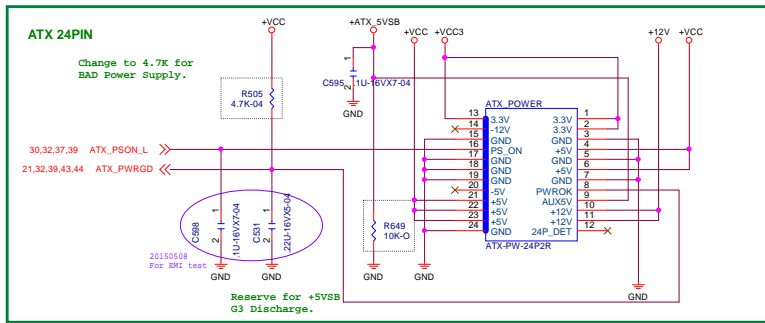 ATX 24PIN
+VCC
+ATX_5VSB
+VCC
+VCC3
+12V
+VCC
Change to 4.7K for
BAD Power Supply.
R505
4.7K-04
1
2
C595
.1U-16VX7-04
GND
ATX_POWER
13
14
15
16
17
18
19
20
21
22
23
24
3.3V
-12V
GND
PS_ON
GND
GND
GND
-5V
+5V
+5V
+5V
GND
3.3V
3.3V
GND
+5V
GND
+5V
GND
PWROK
AUX5V
+12V
+12V
24P_DET
1
2
3
4
5
6
7
8
9
10
11
12
ATX-PW-24P2R
30,32,37,39 ATX_PSON_L
21,32,39,43,44 ATX_PWRGD
1
2
C598
.1U-16VX7-04
1
2
C531
.22U-16VX5-04
R649
10K-O
20150508
For EMI test
GND
GND
GND
GND
GND
Reserve for +5VSB
G3 Discharge.